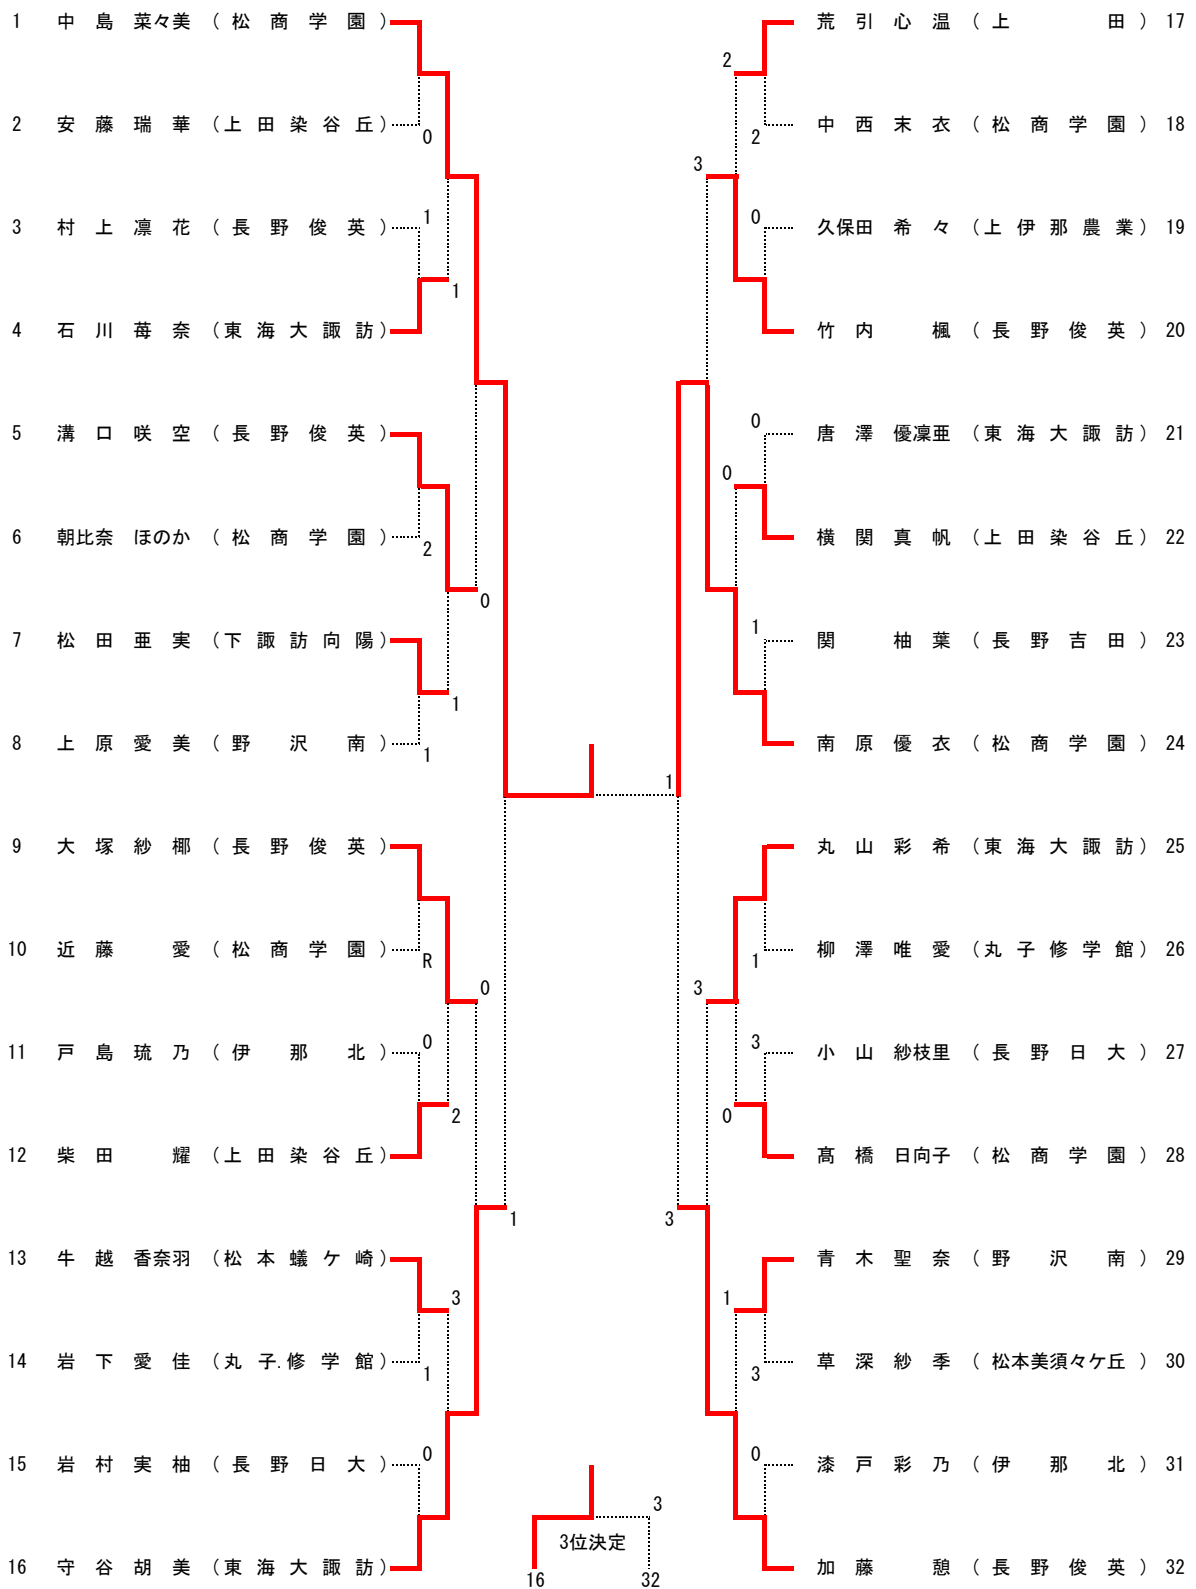 1 中島菜々美 (松商学園)
2 安藤瑞華 (上田染谷丘)
0
3 村上凛花 (長野俊英)
1
4 石川苺奈 (東海大諏訪)
1
5 溝口咲空 (長野俊英)
6 朝比奈 ほのか (松商学園)
2
0
7 松田亜実 (下諏訪向陽)
1
8 上原愛美 (野沢南)
1
9 大塚紗椰 (長野俊英)
10 近藤愛 (松商学園)
R
0
11 戸島琉乃 (伊那北)
0
12 柴田耀 (上田染谷丘)
2
1
13 牛越香奈羽 (松本蟻ケ崎)
3
14 岩下愛佳 (丸子.修学館)
1
15 岩村実柚 (長野日大)
0
16 守谷胡美 (東海大諏訪)
荒引心温 (上田) 17
2
中西末衣 (松商学園) 18
2
3
久保田希々 (上伊那農業) 19
0
竹内楓 (長野俊英) 20
唐澤優凜亜 (東海大諏訪) 21
0
0
横関真帆 (上田染谷丘) 22
関柚葉 (長野吉田) 23
1
南原優衣 (松商学園) 24
1
丸山彩希 (東海大諏訪) 25
柳澤唯愛 (丸子修学館) 26
1
3
小山紗枝里 (長野日大) 27
3
髙橋日向子 (松商学園) 28
0
3
青木聖奈 (野沢南) 29
1
草深紗季 (松本美須々ケ丘) 30
3
漆戸彩乃 (伊那北) 31
0
加藤憩 (長野俊英) 32
3
3位決定
16 32